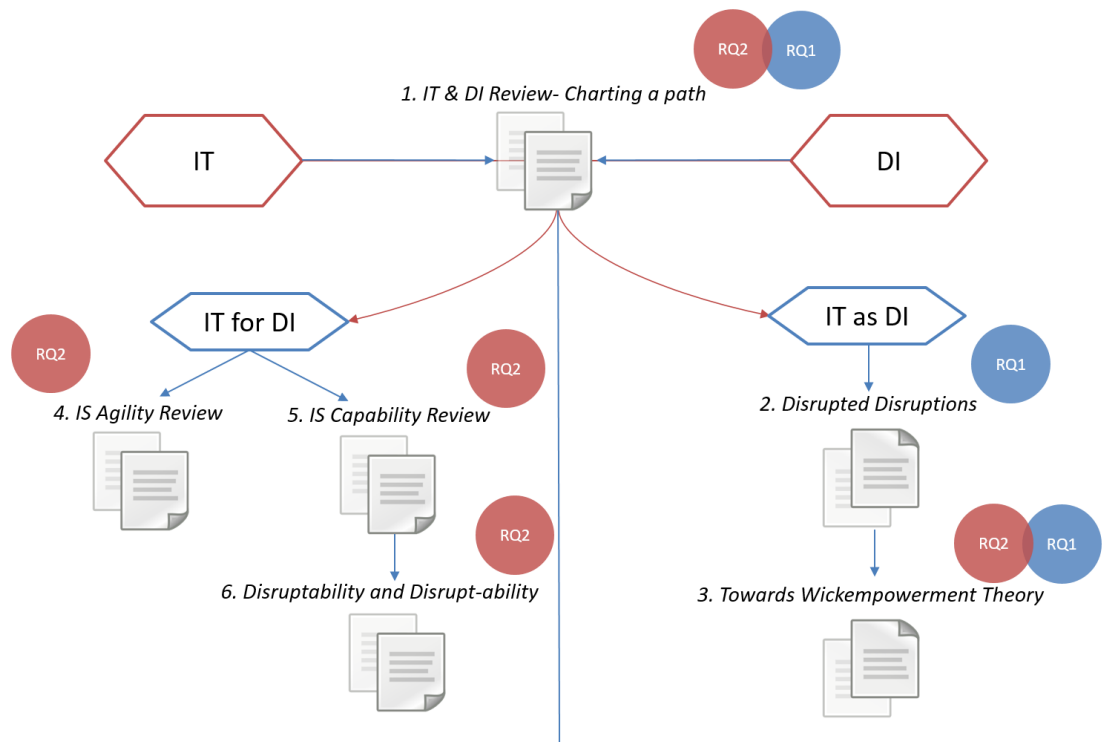 RQ2
RQ1
1. IT & DI Review- Charting a path
IT
DI
IT for DI
IT as DI
RQ2
RQ2
RQ1
4. IS Agility Review
5. IS Capability Review
2. Disrupted Disruptions
RQ2
RQ2
RQ1
6. Disruptability and Disrupt-ability
3. Towards Wickempowerment Theory